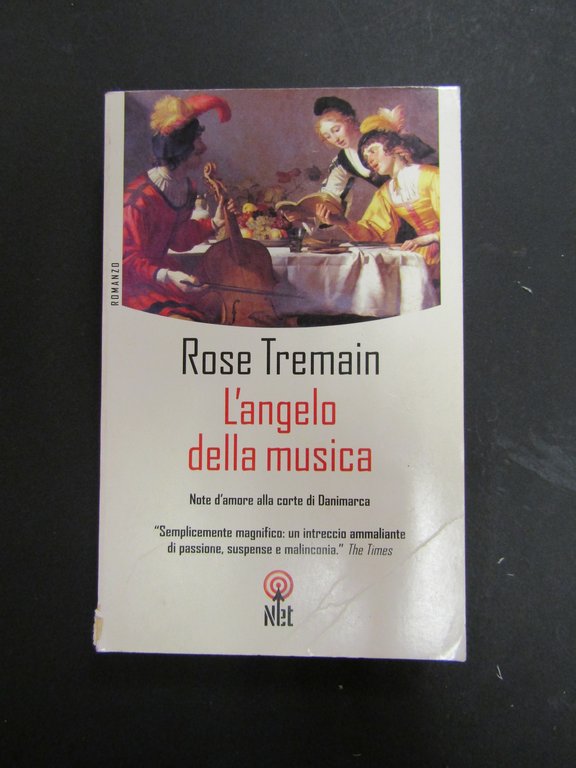 ROMANZO
Rose Tremain
L'angelo
della musica
Note d'amore alla corte di Danimarca
"Semplicemente magnifico: un intreccio ammaliante
di passione, suspense e malinconia." The Times
Net